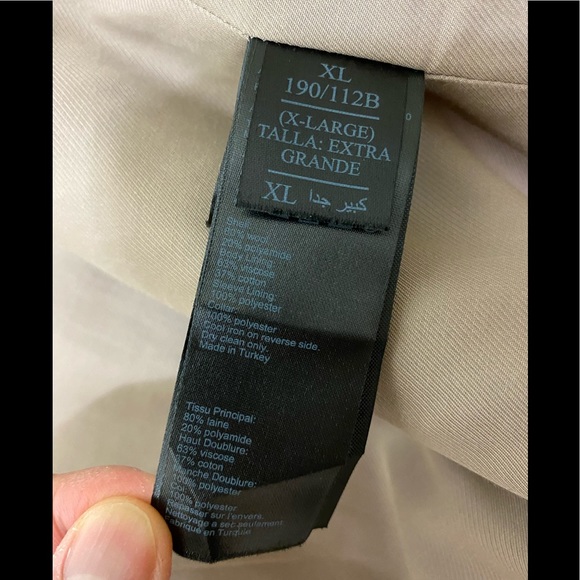 XL
190/112B
(X-LARGE)
TALLA: EXTRA
GRANDE
XL كبير جدا
Shell:
80% wool
20% polyamide
Body Lining:
63% viscose
37% cotton
Sleeve Lining:
100% polyester
Collar:
100% polyester
Cool iron on reverse side.
Dry clean only.
Made in Turkey
Tissu Principal:
80% laine
20% polyamide
Haut Doublure:
63% viscose
37% coton
Manche Doublure:
100% polyester
Col:
100% polyester
Repasser sur l'envers.
Nettoyage à sec seulement.
Fabriqué en Turquie